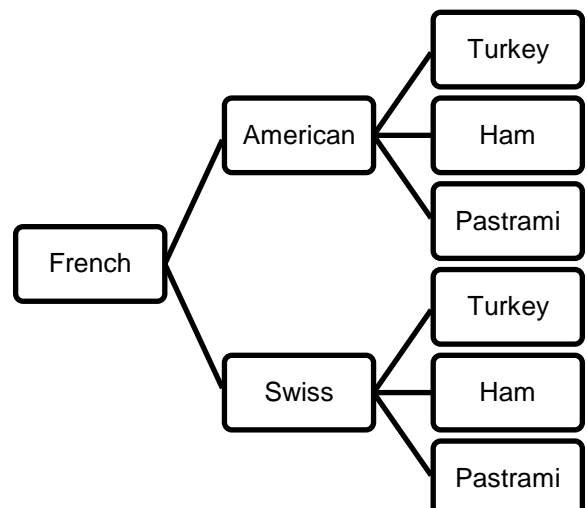 Turkey
American
Ham
Pastrami
French
Turkey
Swiss
Ham
Pastrami